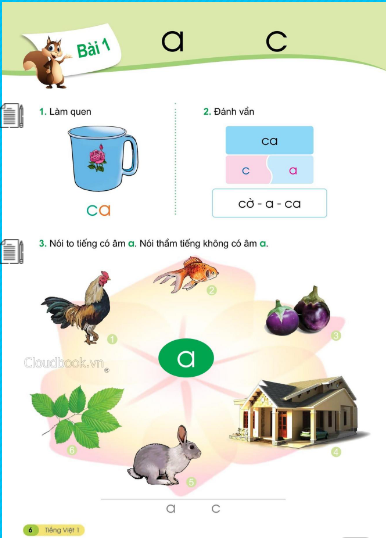 Bài 1
a c
1. Làm quen
ca
2. Đánh vần
ca
c a
cờ - a - ca
3. Nói to tiếng có âm a. Nói thầm tiếng không có âm a.
1
2
3
a
Cloudbook.vn
4
5
6
a c
6 Tiếng Việt 1